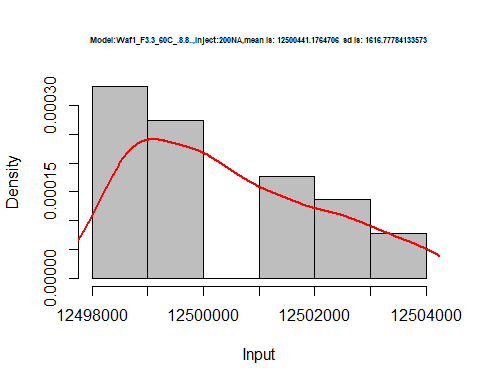 Model:Waf1_F3.3_60C_.8.8..,Inject:200NA,mean is: 12500441.1764706 sd is: 1616.77784133573
Density
0.00030
0.00015
0.00000
12498000 12500000 12502000 12504000
Input